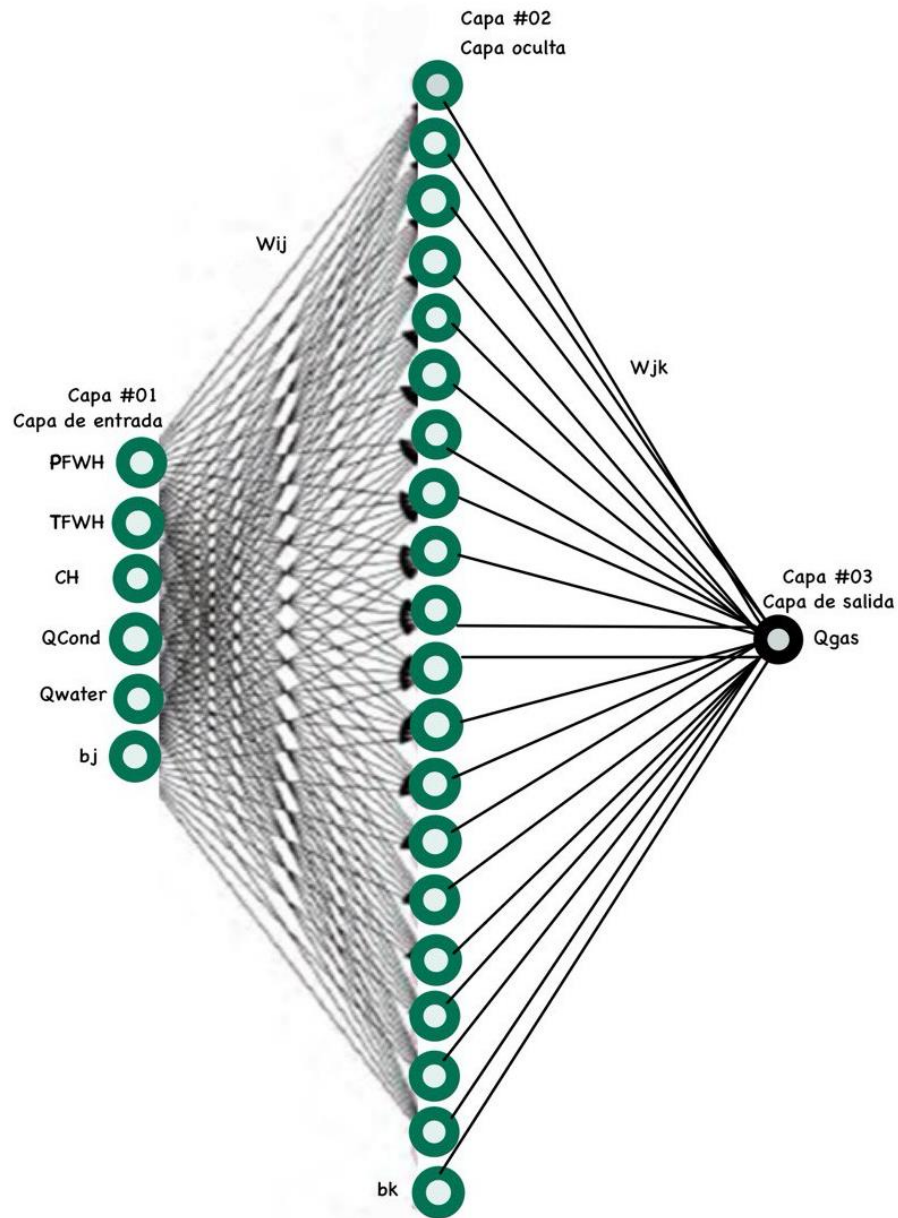 Capa #02
Capa oculta
Wij
Wjk
Capa #01
Capa de entrada
PFWH
TFWH
CH
QCond
Qwater
bj
Capa #03
Capa de salida
Qgas
bk